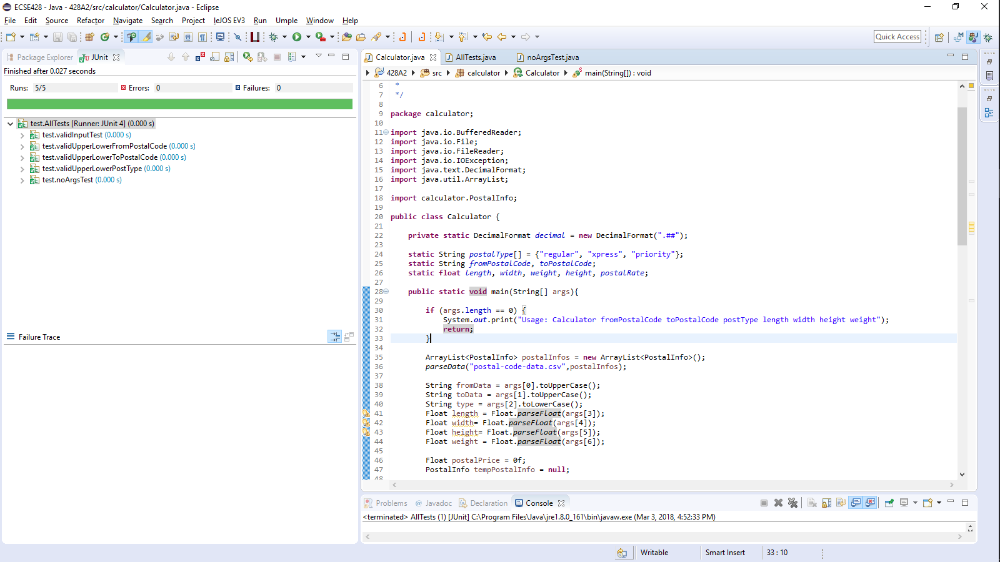 ECSE428 - Java - 428A2/src/calculator/Calculator.java - Eclipse
File Edit Source Refactor Navigate Search Project leJOS EV3 Run Umple Window Help
Quick Access
Package Explorer JUnit
Finished after 0.027 seconds
Runs: 5/5 Errors: 0 Failures: 0
test.AllTests [Runner: JUnit 4] (0.000 s)
test.validInputTest (0.000 s)
test.validUpperLowerFromPostalCode (0.000 s)
test.validUpperLowerToPostalCode (0.000 s)
test.validUpperLowerPostType (0.000 s)
test.noArgsTest (0.000 s)
Failure Trace
Calculator.java AllTests.java noArgsTest.java
428A2 src calculator Calculator main(String[]) : void
6 *
7 */
8
9 package calculator;
10
11 import java.io.BufferedReader;
12 import java.io.File;
13 import java.io.FileReader;
14 import java.io.IOException;
15 import java.text.DecimalFormat;
16 import java.util.ArrayList;
17
18 import calculator.PostalInfo;
19
20 public class Calculator {
21
22 private static DecimalFormat decimal = new DecimalFormat(".##");
23
24 static String postalType[] = {"regular", "xpress", "priority"};
25 static String fromPostalCode, toPostalCode;
26 static float length, width, weight, height, postalRate;
27
28 public static void main(String[] args){
29
30 if (args.length == 0) {
31 System.out.print("Usage: Calculator fromPostalCode toPostalCode postType length width height weight");
32 return;
33 }
34
35 ArrayList<PostalInfo> postalInfos = new ArrayList<PostalInfo>();
36 parseData("postal-code-data.csv",postalInfos);
37
38 String fromData = args[0].toUpperCase();
39 String toData = args[1].toUpperCase();
40 String type = args[2].toLowerCase();
41 Float length = Float.parseFloat(args[3]);
42 Float width= Float.parseFloat(args[4]);
43 Float height= Float.parseFloat(args[5]);
44 Float weight = Float.parseFloat(args[6]);
45
46 Float postalPrice = 0f;
47 PostalInfo tempPostalInfo = null;
48
Problems Javadoc Declaration Console
<terminated> AllTests (1) [JUnit] C:\Program Files\Java\jre1.8.0_161\bin\javaw.exe (Mar 3, 2018, 4:52:33 PM)
Writable Smart Insert 33 : 10